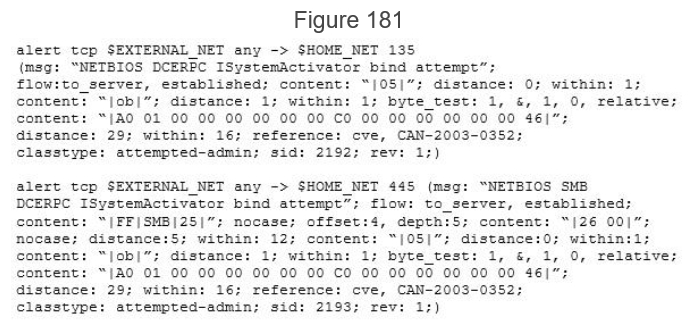 Figure 181
alert tcp $EXTERNAL_NET any -> $HOME_NET 135
(msg: “NETBIOS DCERPC ISystemActivator bind attempt”;
flow:to_server, established; content: “|05|”; distance: 0; within: 1;
content: “|ob|”; distance: 1; within: 1; byte_test: 1, &, 1, 0, relative;
content: “|A0 01 00 00 00 00 00 00 C0 00 00 00 00 00 00 46|”;
distance: 29; within: 16; reference: cve, CAN-2003-0352;
classtype: attempted-admin; sid: 2192; rev: 1;)
alert tcp $EXTERNAL_NET any -> $HOME_NET 445 (msg: “NETBIOS SMB
DCERPC ISystemActivator bind attempt”; flow: to_server, established;
content: “|FF|SMB|25|”; nocase; offset:4, depth:5; content: “|26 00|”;
nocase; distance:5; within: 12; content: “|05|”; distance:0; within:1;
content: “|ob|”; distance: 1; within: 1; byte_test: 1, &, 1, 0, relative;
content: “|A0 01 00 00 00 00 00 00 C0 00 00 00 00 00 00 46|”;
distance: 29; within: 16; reference: cve, CAN-2003-0352;
classtype: attempted-admin; sid: 2193; rev: 1;)